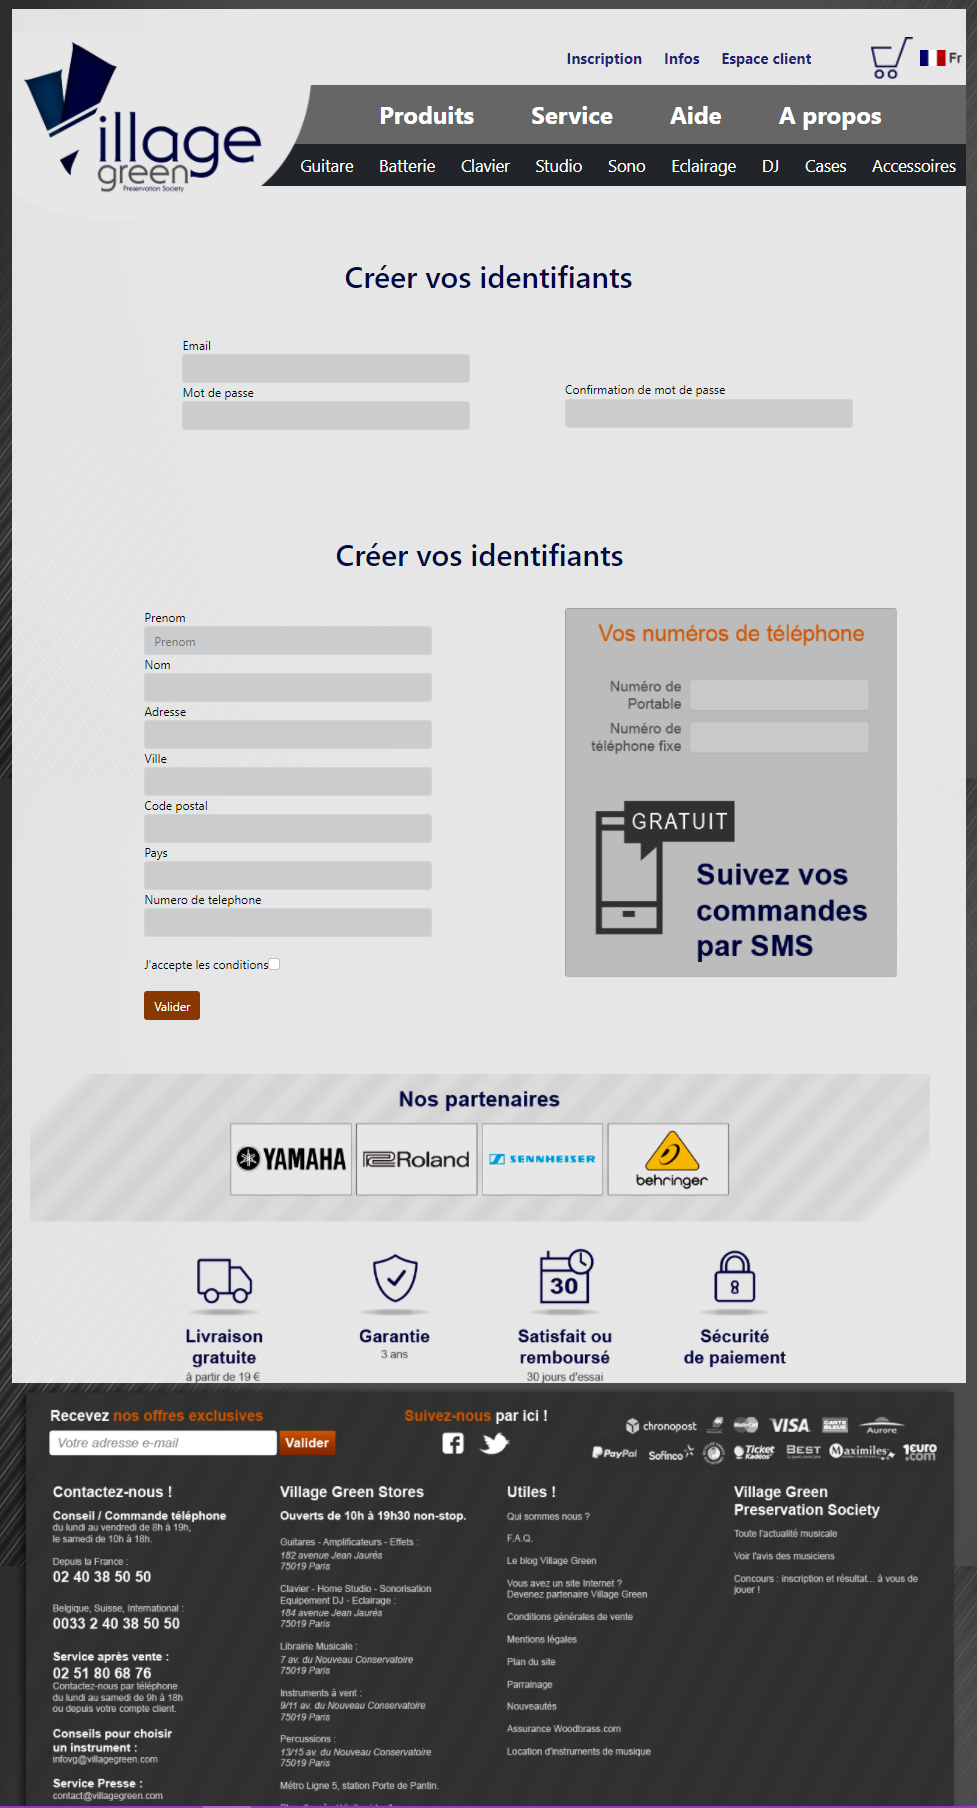 Inscription Infos Espace client Fr
illage
green
Preservation Society
Produits Service Aide A propos
Guitare Batterie Clavier Studio Sono Eclairage DJ Cases Accessoires
Créer vos identifiants
Email
Mot de passe
Confirmation de mot de passe
Créer vos identifiants
Prenom
Prenom
Nom
Adresse
Ville
Code postal
Pays
Numero de telephone
J'accepte les conditions
Valider
Vos numéros de téléphone
Numéro de
Portable
Numéro de
téléphone fixe
GRATUIT
Suivez vos
commandes
par SMS
Nos partenaires
YAMAHA Roland SENNHEISER behringer
30
Livraison
gratuite
à partir de 19 €
Garantie
3 ans
Satisfait ou
remboursé
30 jours d'essai
Sécurité
de paiement
Recevez nos offres exclusives
Votre adresse e-mail Valider
Suivez-nous par ici !
chronopost MasterCard VISA CARTE BLEUE Aurore
PayPal Sofinco Ticket Kadéos BEST Maximiles 1euro.com
Contactez-nous !
Conseil / Commande téléphone
du lundi au vendredi de 8h à 19h,
le samedi de 10h à 18h.
Depuis la France :
02 40 38 50 50
Belgique, Suisse, International :
0033 2 40 38 50 50
Service après vente :
02 51 80 68 76
Contactez-nous par téléphone
du lundi au samedi de 9h à 18h
ou depuis votre compte client.
Conseils pour choisir
un instrument :
infovg@villagegreen.com
Service Presse :
contact@villagegreen.com
Village Green Stores
Ouverts de 10h à 19h30 non-stop.
Guitares - Amplificateurs - Effets :
182 avenue Jean Jaurés
75019 Paris
Clavier - Home Studio - Sonorisation
Equipement DJ - Eclairage :
184 avenue Jean Jaurés
75019 Paris
Librairie Musicale :
7 av. du Nouveau Conservatoire
75019 Paris
Instruments à vent :
9/11 av. du Nouveau Conservatoire
75019 Paris
Percussions :
13/15 av. du Nouveau Conservatoire
75019 Paris
Métro Ligne 5, station Porte de Pantin.
Utiles !
Qui sommes nous ?
F.A.Q.
Le blog Village Green
Vous avez un site Internet ?
Devenez partenaire Village Green
Conditions générales de vente
Mentions légales
Plan du site
Parrainage
Nouveautés
Assurance Woodbrass.com
Location d'instruments de musique
Village Green
Preservation Society
Toute l'actualité musicale
Voir l'avis des musiciens
Concours : inscription et résultat... à vous de
jouer !